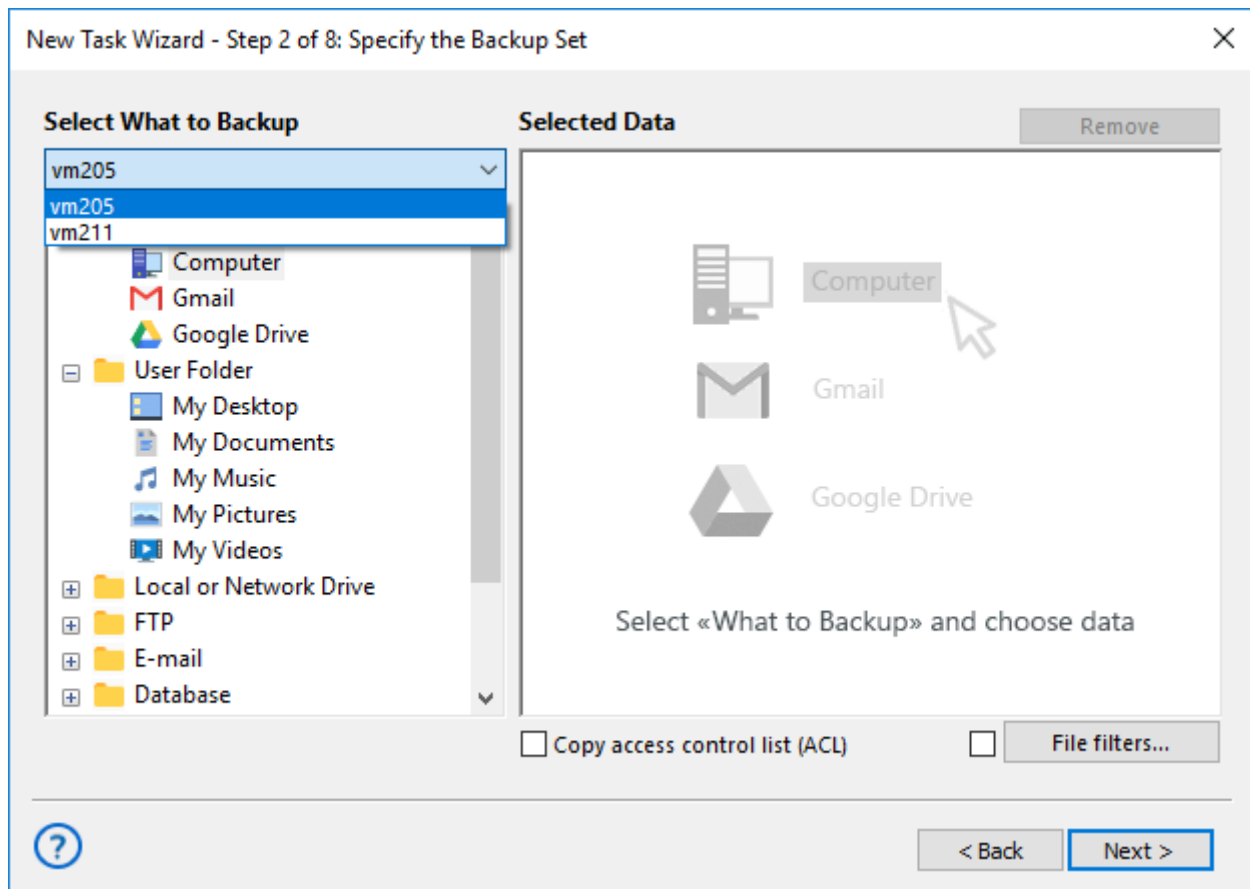 New Task Wizard - Step 2 of 8: Specify the Backup Set
Select What to Backup
Selected Data
Remove
vm205
vm205
vm211
Computer
Gmail
Google Drive
User Folder
My Desktop
My Documents
My Music
My Pictures
My Videos
Local or Network Drive
FTP
E-mail
Database
Computer
Gmail
Google Drive
Select «What to Backup» and choose data
Copy access control list (ACL)
File filters...
?
< Back
Next >